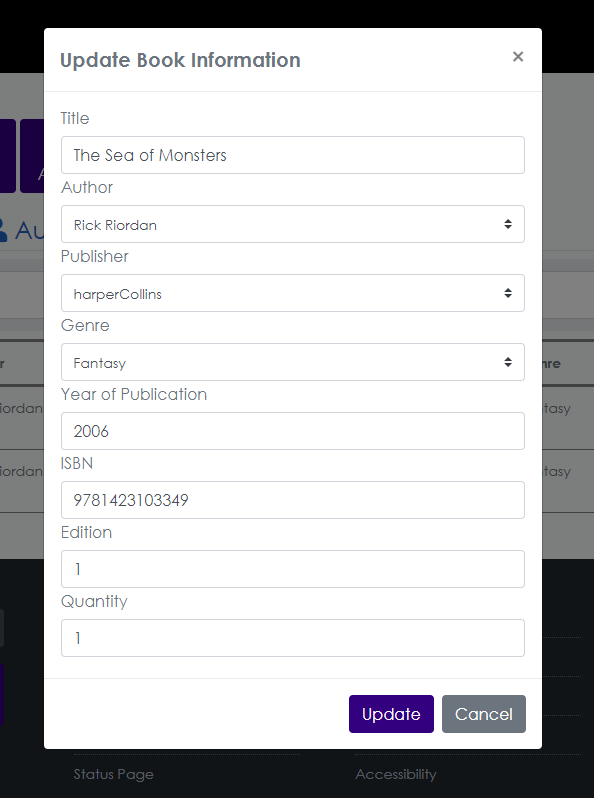 Update Book Information ×
Title
The Sea of Monsters
Author
Rick Riordan
Publisher
harperCollins
Genre
Fantasy
Year of Publication
2006
ISBN
9781423103349
Edition
1
Quantity
1
Update Cancel
Status Page Accessibility